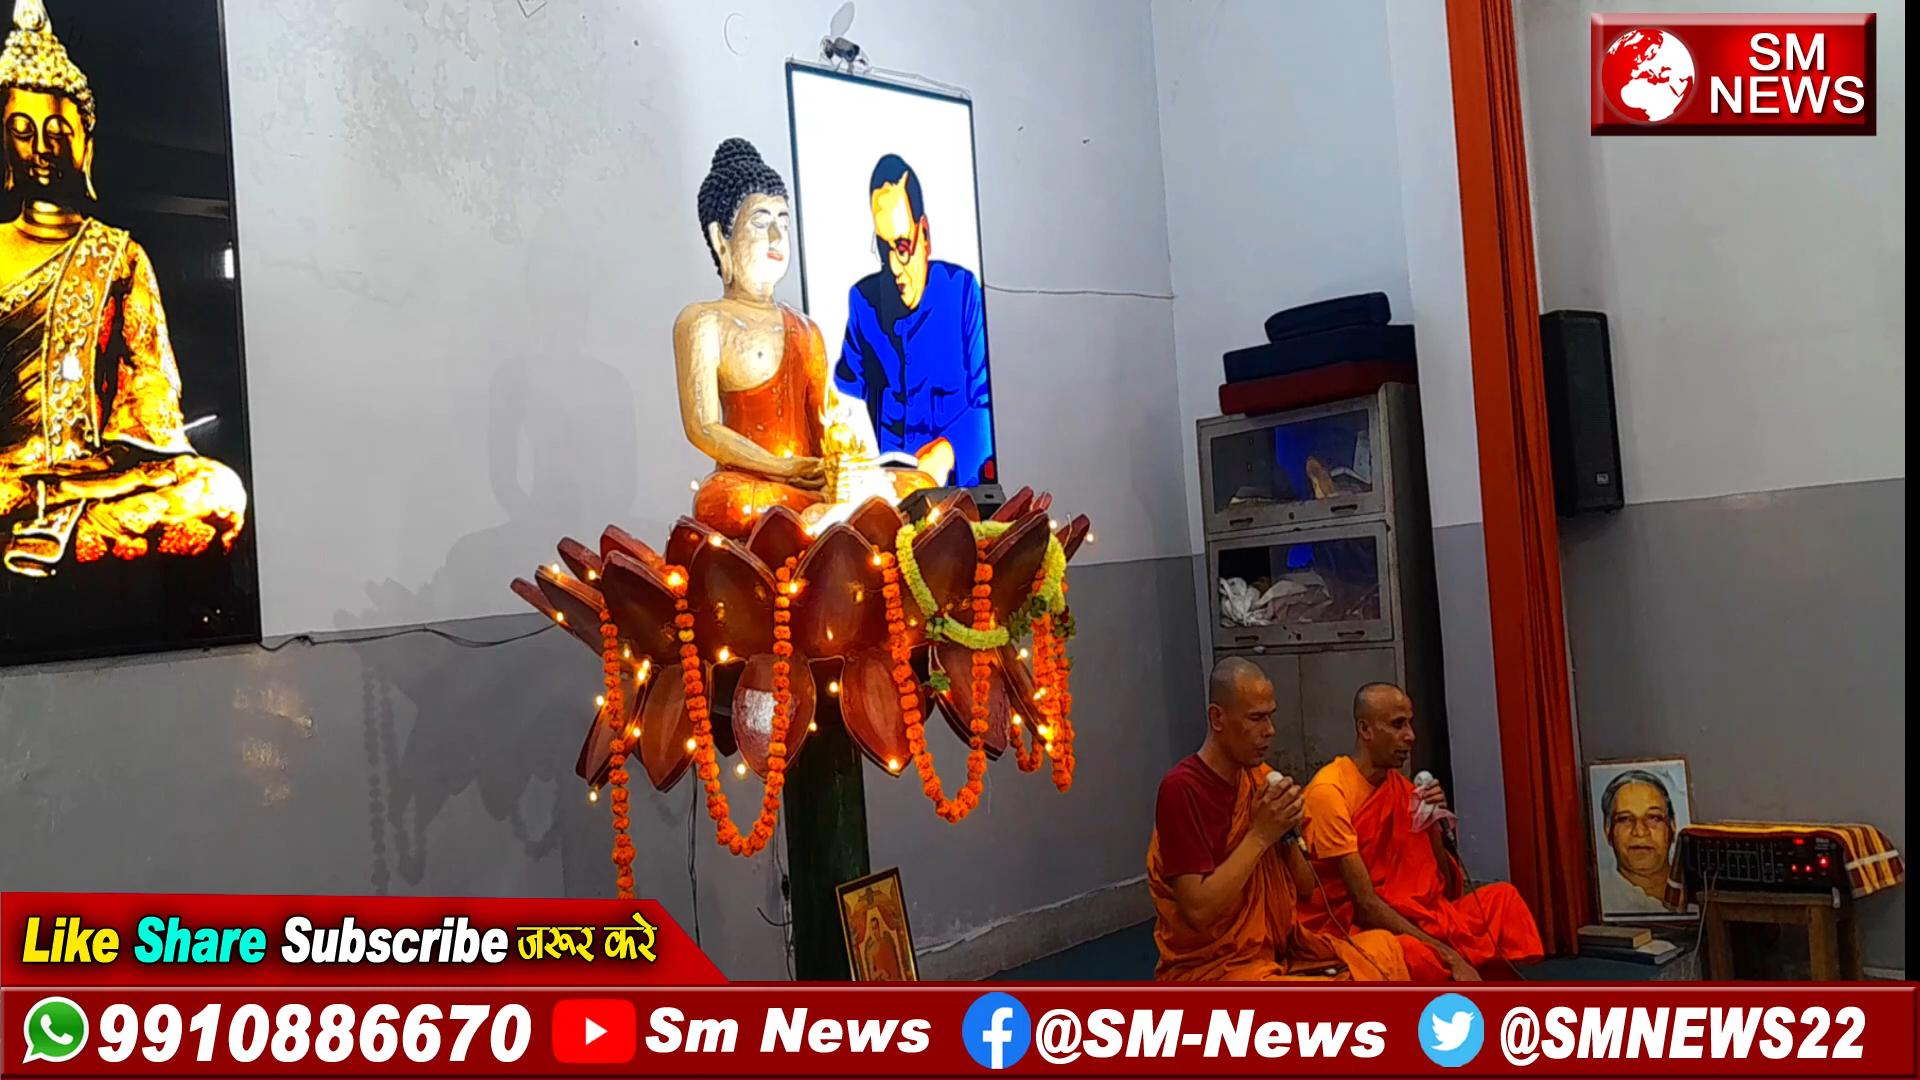 SM
NEWS
Like Share Subscribe जरूर करे
9910886670 Sm News @SM-News @SMNEWS22